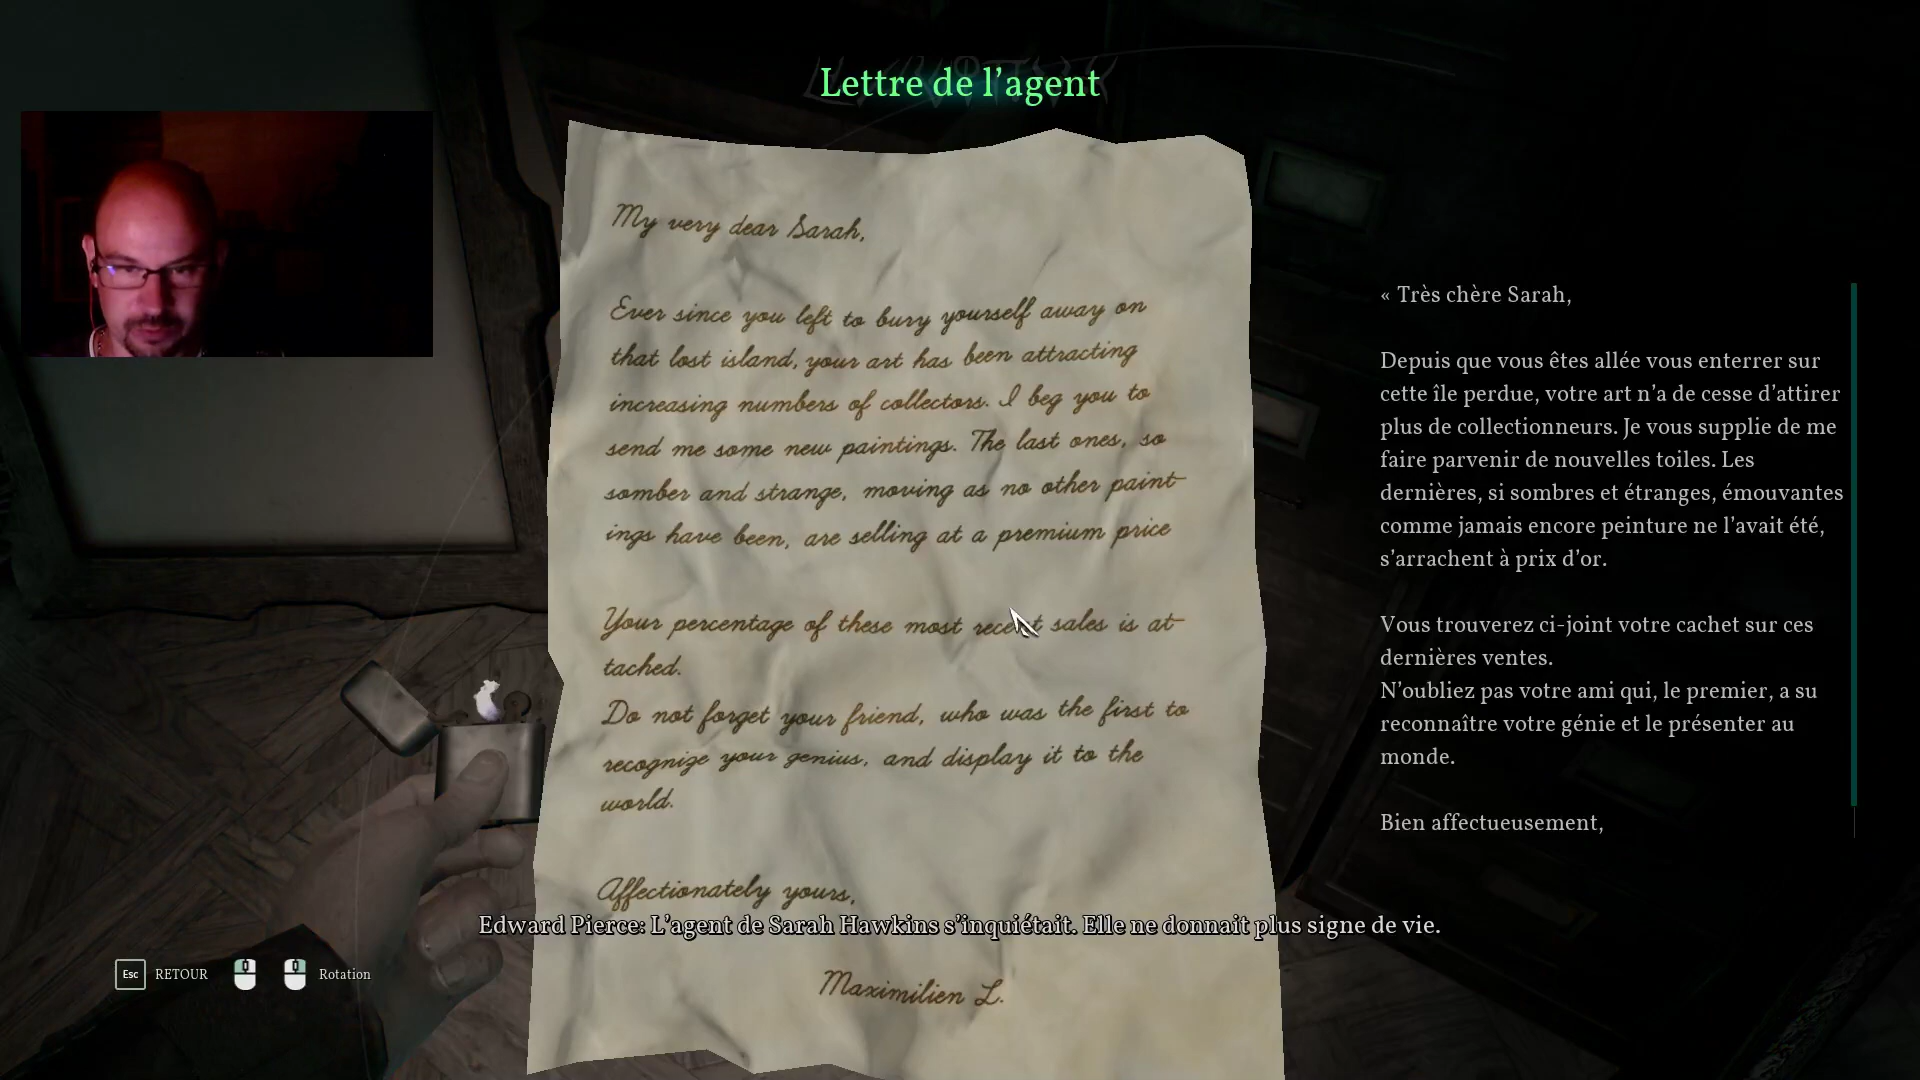 Lettre de l’agent
My very dear Sarah,
Ever since you left to bury yourself away on
that lost island, your art has been attracting
increasing numbers of collectors. I beg you to
send me some new paintings. The last ones, so
somber and strange, moving as no other paint-
ings have been, are selling at a premium price
Your percentage of these most recent sales is at-
tached.
Do not forget your friend, who was the first to
recognize your genius, and display it to the
world.
Affectionately yours,
Maximilien L.
« Très chère Sarah,
Depuis que vous êtes allée vous enterrer sur
cette île perdue, votre art n’a de cesse d’attirer
plus de collectionneurs. Je vous supplie de me
faire parvenir de nouvelles toiles. Les
dernières, si sombres et étranges, émouvantes
comme jamais encore peinture ne l’avait été,
s’arrachent à prix d’or.
Vous trouverez ci-joint votre cachet sur ces
dernières ventes.
N’oubliez pas votre ami qui, le premier, a su
reconnaître votre génie et le présenter au
monde.
Bien affectueusement,
Edward Pierce: L’agent de Sarah Hawkins s’inquiétait. Elle ne donnait plus signe de vie.
Esc RETOUR Rotation